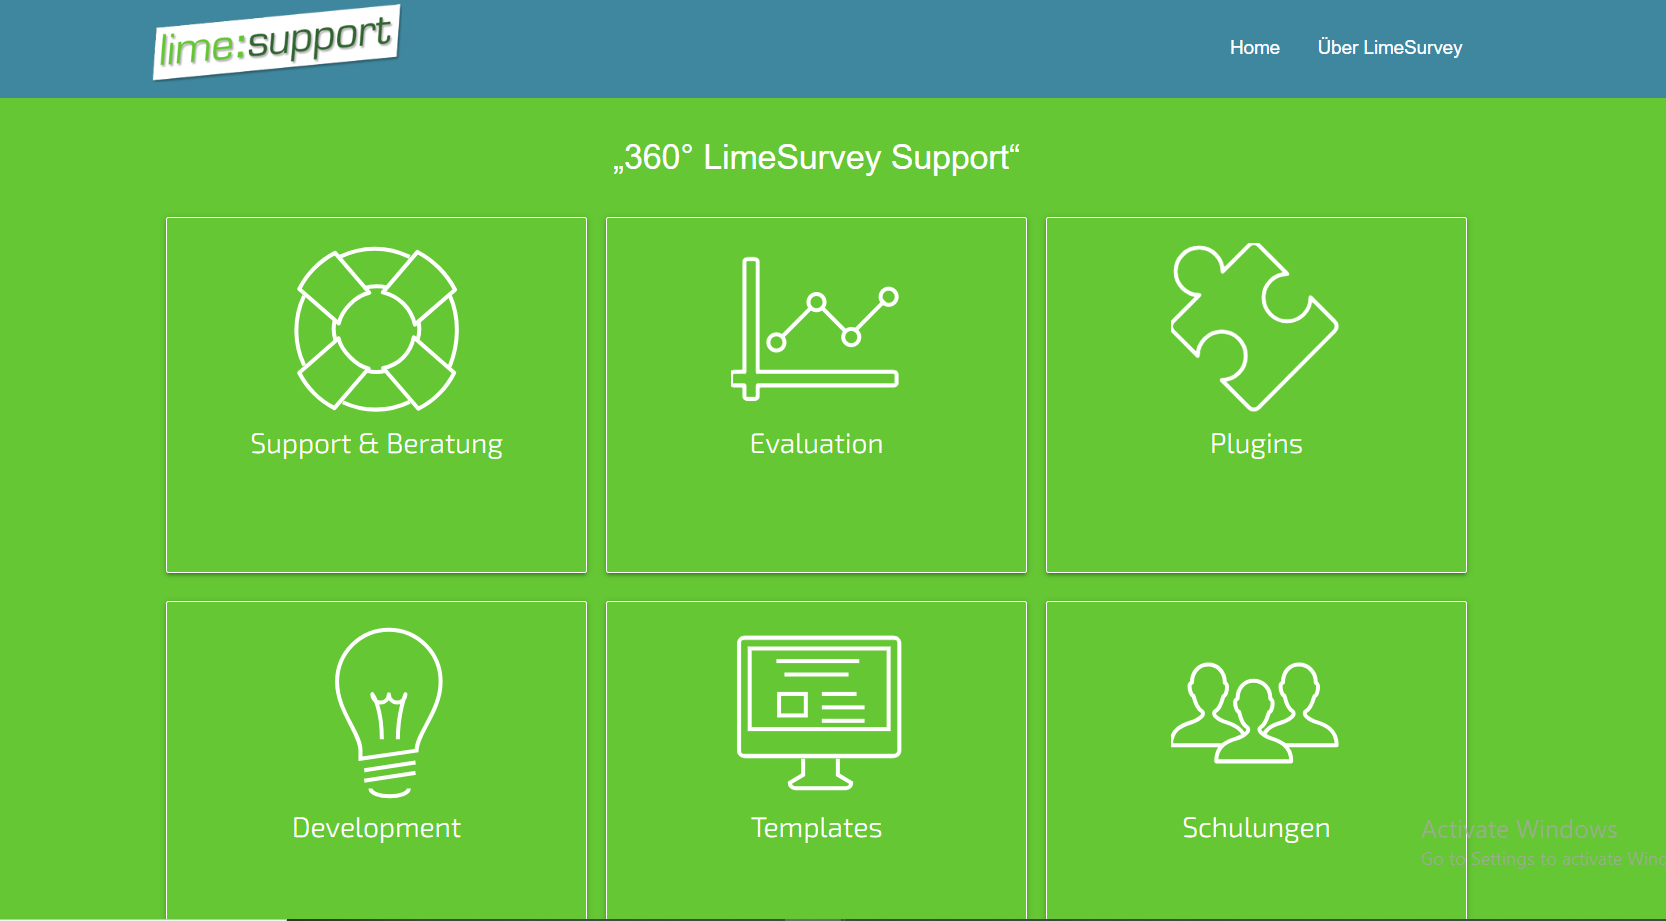 lime:support
Home
Über LimeSurvey
„360° LimeSurvey Support“
Support & Beratung
Evaluation
Plugins
Development
Templates
Schulungen
Activate Windows
Go to Settings to activate Winc